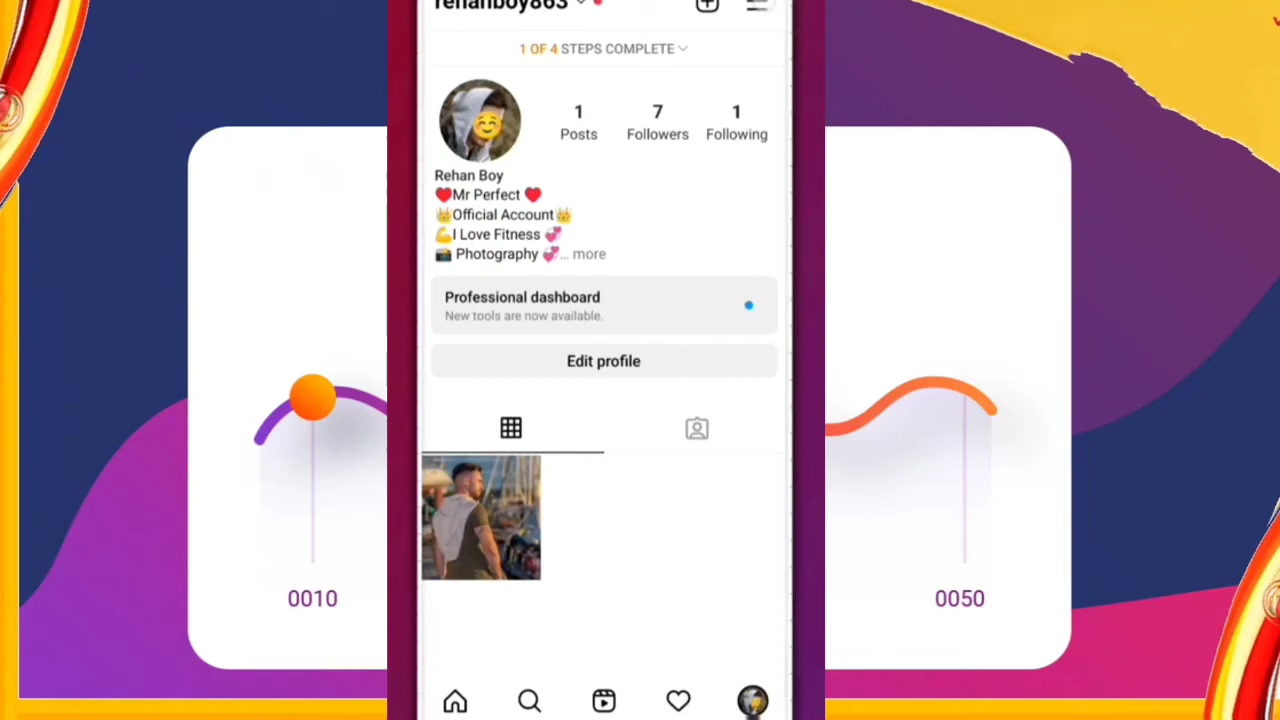 rehanboy863
1 OF 4 STEPS COMPLETE
1 7 1
Posts Followers Following
Rehan Boy
❤️Mr Perfect ❤️
👑Official Account👑
💪I Love Fitness 💞
📸 Photography 💞... more
Professional dashboard
New tools are now available.
Edit profile
0010 0050